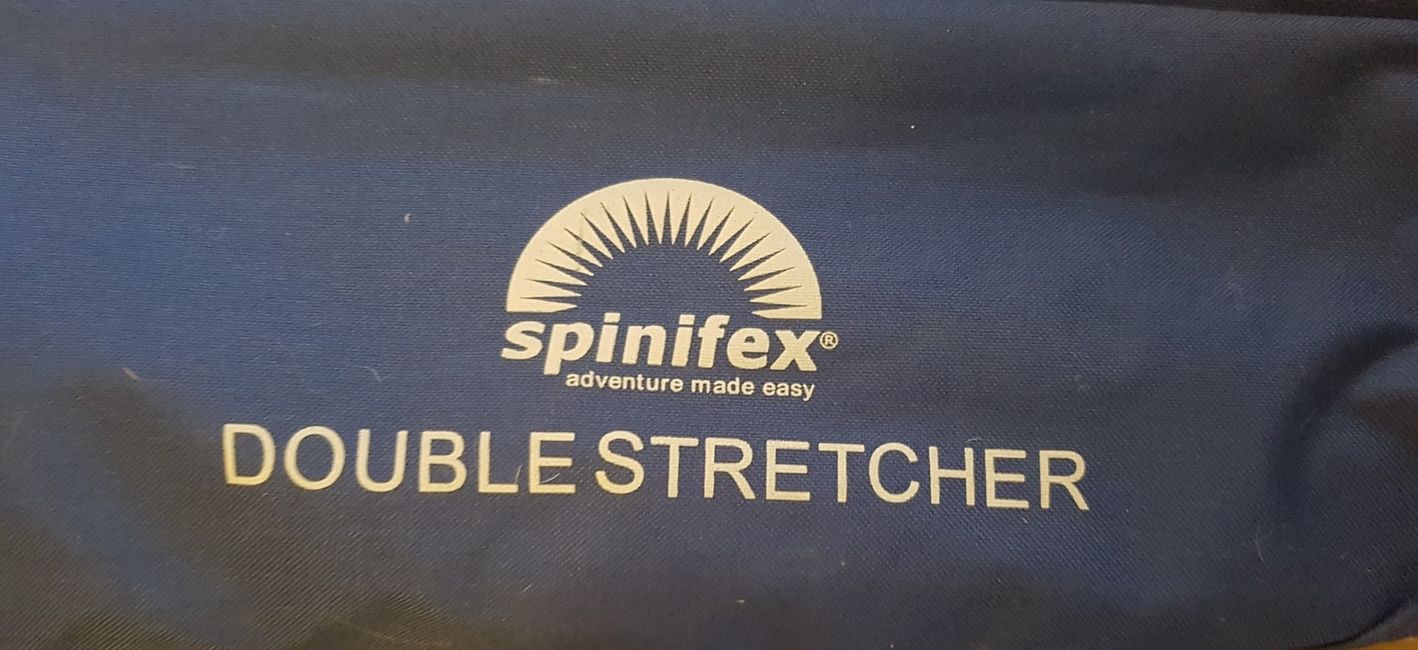 spinifex®
adventure made easy
DOUBLE STRETCHER